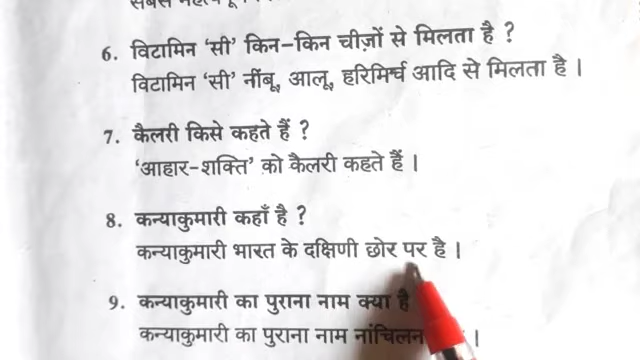 6. विटामिन 'सी' किन-किन चीज़ों से मिलता है ?
विटामिन 'सी' नींबू, आलू, हरिमिर्च आदि से मिलता है ।
7. कैलरी किसे कहते हैं ?
'आहार-शक्ति' को कैलरी कहते हैं ।
8. कन्याकुमारी कहाँ है ?
कन्याकुमारी भारत के दक्षिणी छोर पर है ।
9. कन्याकुमारी का पुराना नाम क्या है
कन्याकुमारी का पुराना नाम नांचिलन ।